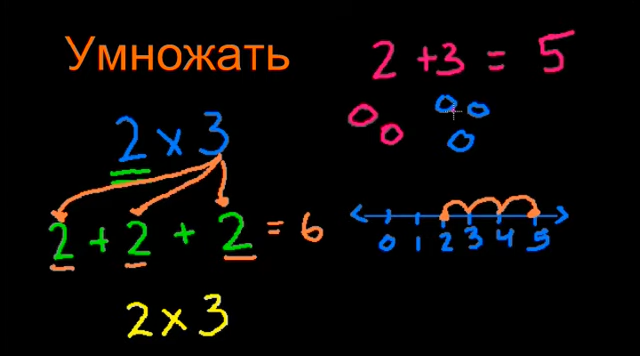 Умножать
2 + 3 = 5
2 x 3
2 + 2 + 2 = 6
0 1 2 3 4 5
2 x 3